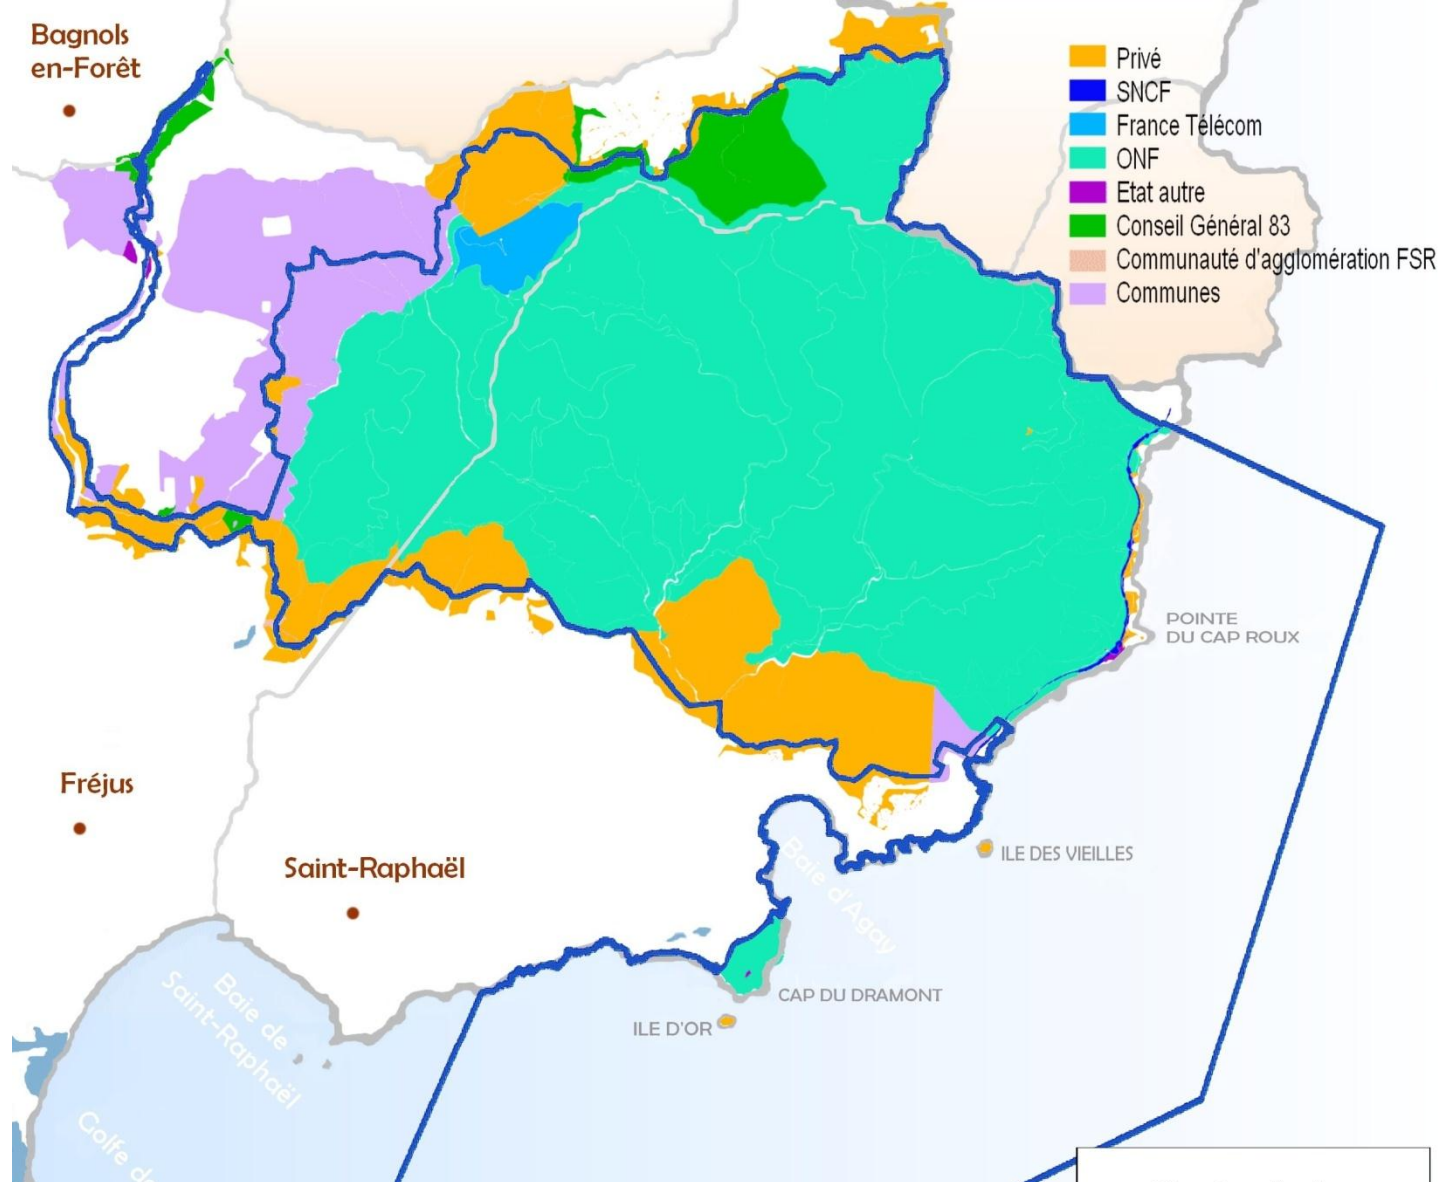 Bagnols
en-Forêt
Privé
SNCF
France Télécom
ONF
Etat autre
Conseil Général 83
Communauté d'agglomération FSR
Communes
POINTE
DU CAP ROUX
Fréjus
Saint-Raphaël
ILE DES VIEILLES
Baie d'Agay
CAP DU DRAMONT
ILE D'OR
Baie de
Saint-Raphaël
Golfe de